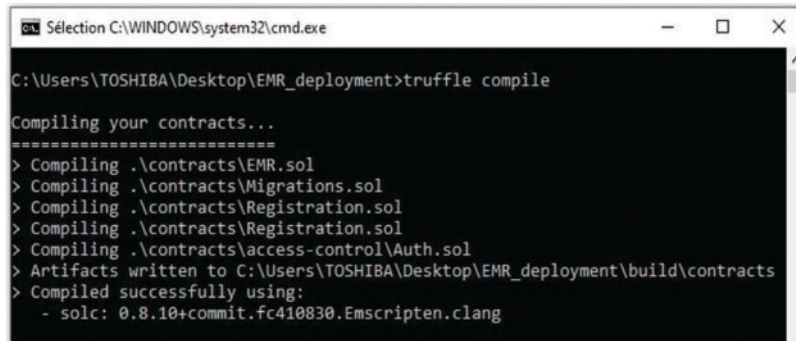 Sélection C:\WINDOWS\system32\cmd.exe
C:\Users\TOSHIBA\Desktop\EMR_deployment>truffle compile
Compiling your contracts...
===========================
> Compiling .\contracts\EMR.sol
> Compiling .\contracts\Migrations.sol
> Compiling .\contracts\Registration.sol
> Compiling .\contracts\Registration.sol
> Compiling .\contracts\access-control\Auth.sol
> Artifacts written to C:\Users\TOSHIBA\Desktop\EMR_deployment\build\contracts
> Compiled successfully using:
- solc: 0.8.10+commit.fc410830.Emscripten.clang